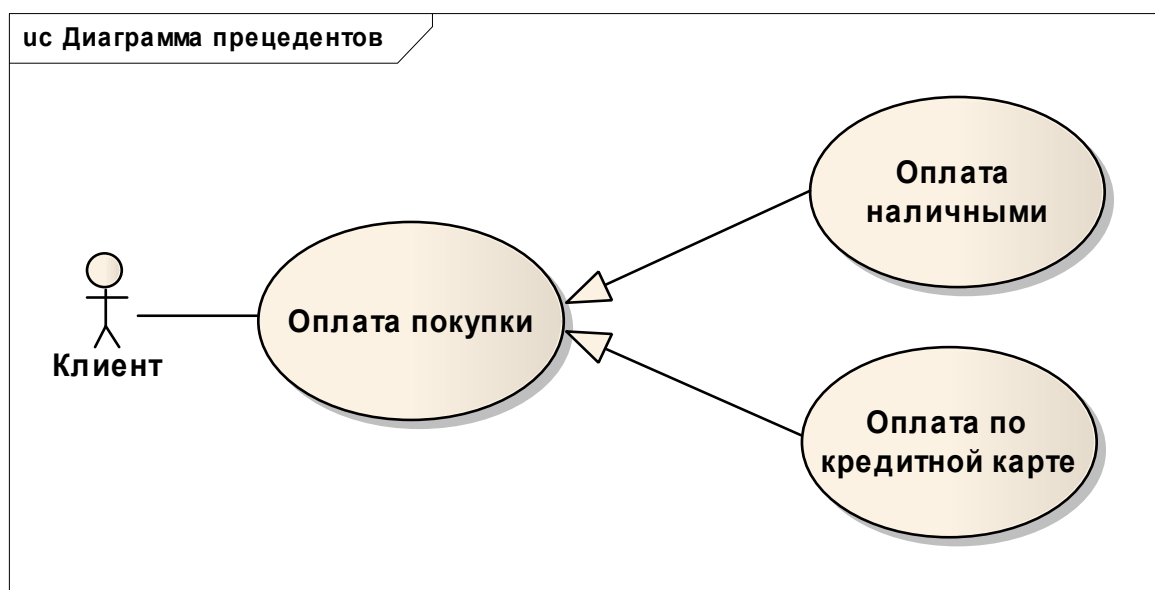 uc Диаграмма прецедентов
Оплата
наличными
Оплата покупки
Клиент
Оплата по
кредитной карте